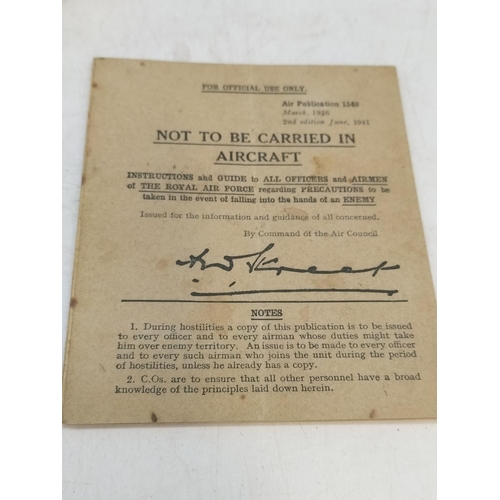 FOR OFFICIAL USE ONLY.
Air Publication 1548
March, 1936
2nd edition June, 1941
NOT TO BE CARRIED IN
AIRCRAFT
INSTRUCTIONS and GUIDE to ALL OFFICERS and AIRMEN
of THE ROYAL AIR FORCE regarding PRECAUTIONS to be
taken in the event of falling into the hands of an ENEMY
Issued for the information and guidance of all concerned.
By Command of the Air Council
A W Street
NOTES
1. During hostilities a copy of this publication is to be issued
to every officer and to every airman whose duties might take
him over enemy territory. An issue is to be made to every officer
and to every such airman who joins the unit during the period
of hostilities, unless he already has a copy.
2. C.Os. are to ensure that all other personnel have a broad
knowledge of the principles laid down herein.